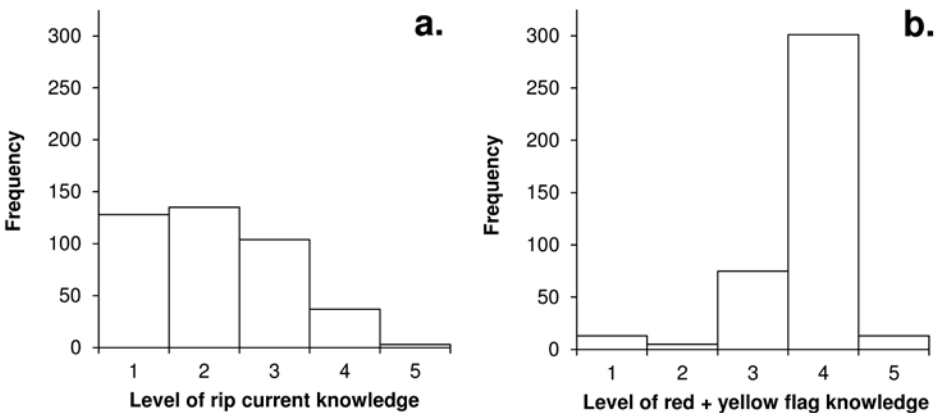 a.
300
250
200
150
100
50
0
Frequency
1 2 3 4 5
Level of rip current knowledge
b.
300
250
200
150
100
50
0
Frequency
1 2 3 4 5
Level of red + yellow flag knowledge